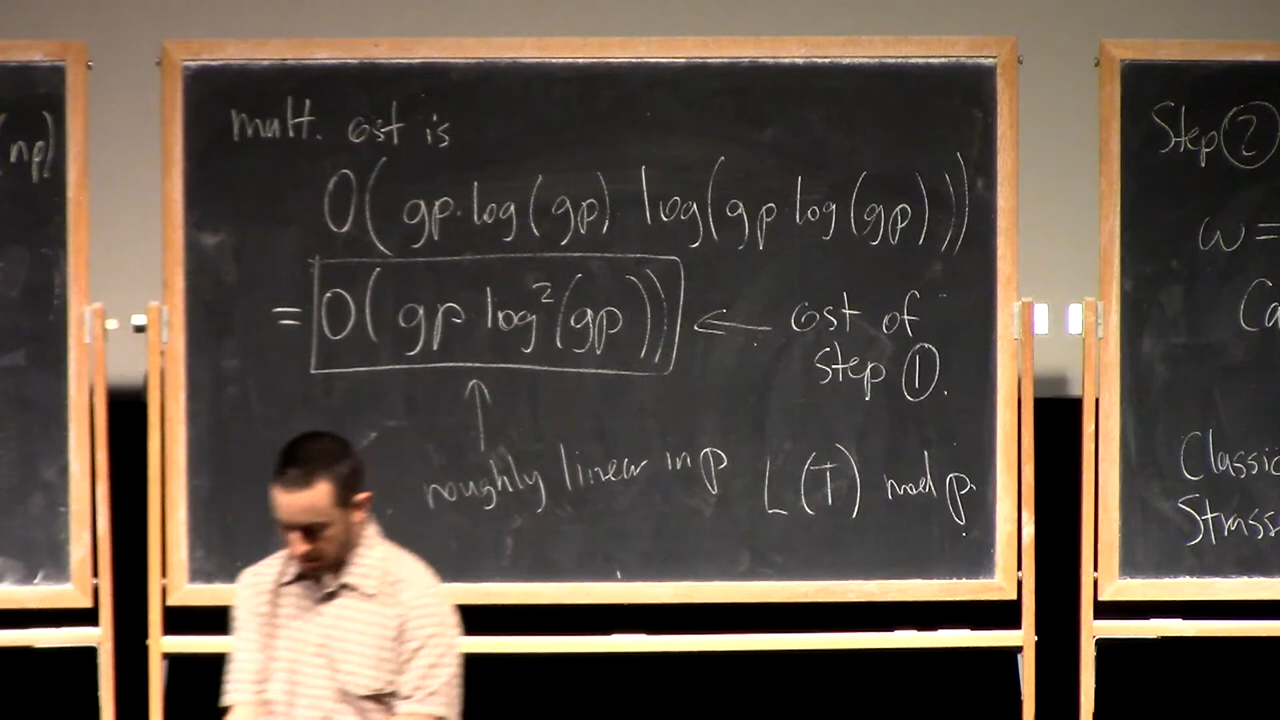 np)
mult. cost is
O(gp·log(gp) log(gp log(gp)))
= O(gp log²(gp)) ← cost of
step ①.
↑
roughly linear in p L(T) mod p.
Step ②
ω =
Classic
Strass